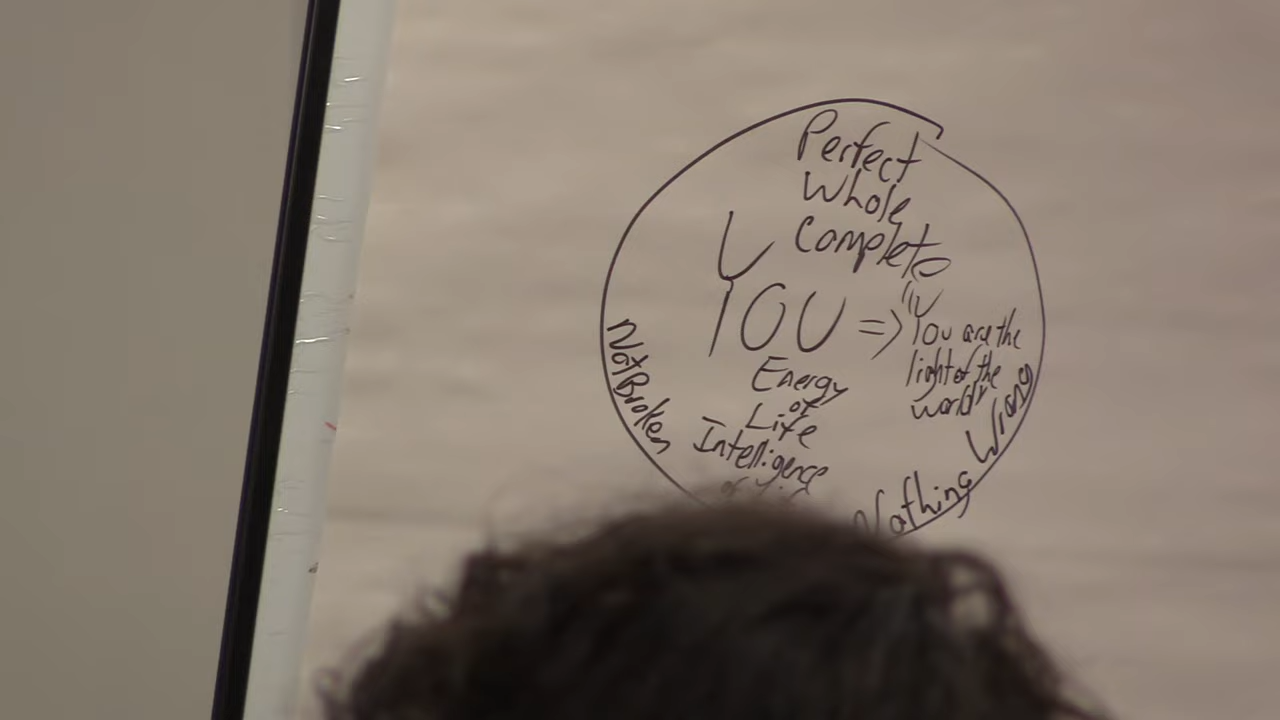 Perfect
Whole
Complete
YOU =>
"You are the
light of the
world"
Energy
of
Life
Intelligence
of
Not Broken
Nothing Wrong